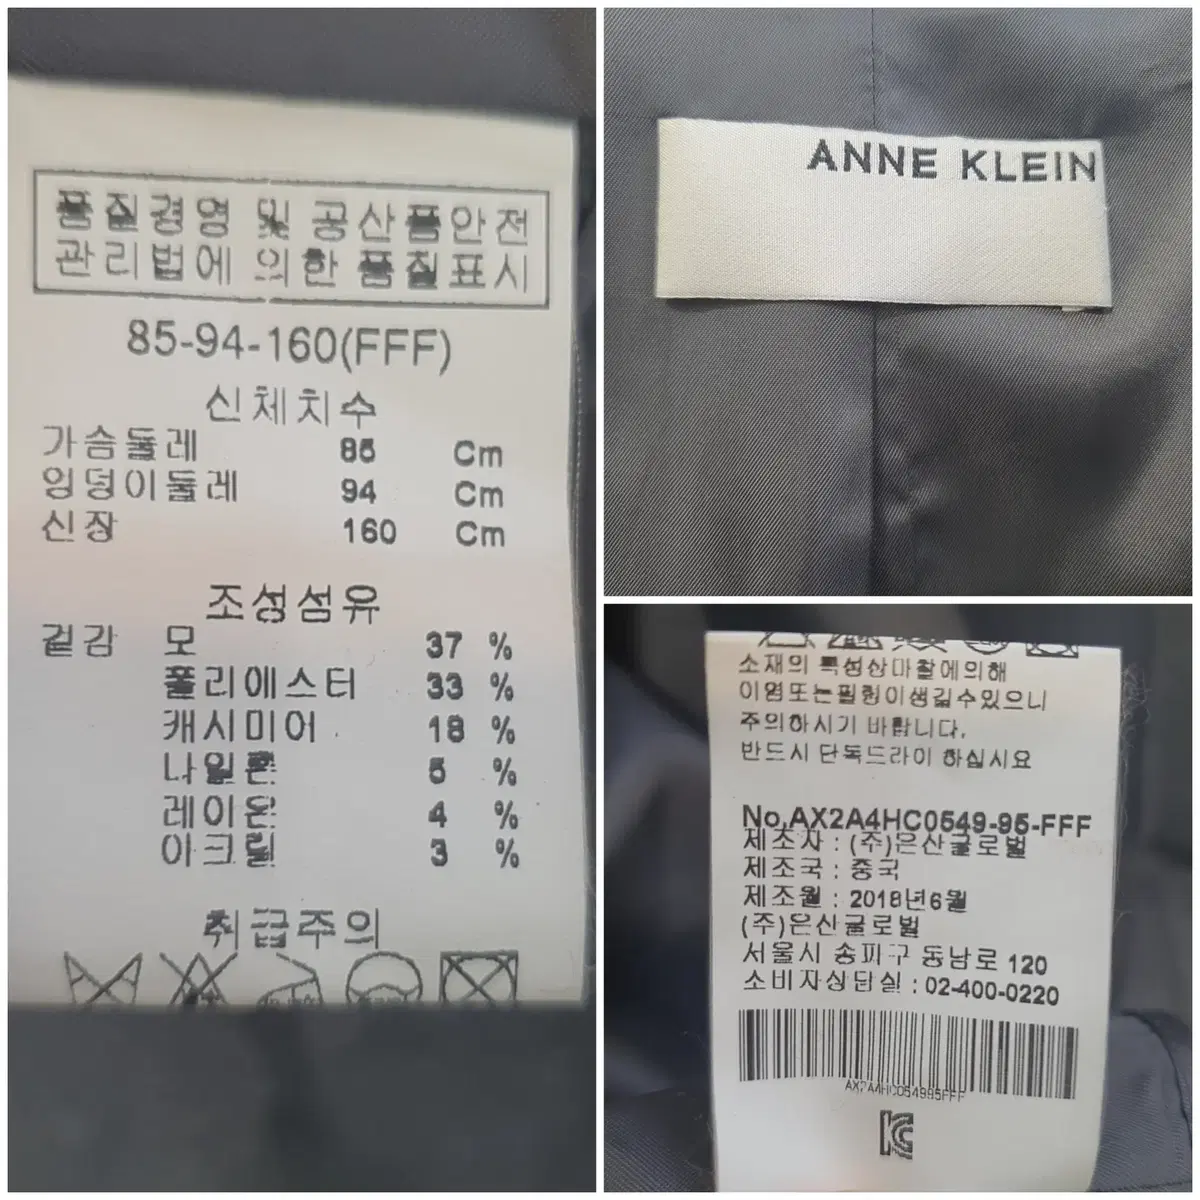 품질경영 및 공산품안전
관리법에 의한 품질표시
85-94-160(FFF)
신체치수
가슴둘레 85 Cm
엉덩이둘레 94 Cm
신장 160 Cm
조성섬유
겉감 모 37 %
폴리에스터 33 %
캐시미어 18 %
나일론 5 %
레이온 4 %
아크릴 3 %
취급주의
ANNE KLEIN
소재의 특성상마찰에의해
이염또는필링이생길수있으니
주의하시기 바랍니다.
반드시 단독드라이 하십시요
No.AX2A4HC0549-95-FFF
제조자 : (주)은산글로벌
제조국 : 중국
제조월 : 2018년6월
(주)은산글로벌
서울시 송파구 동남로 120
소비자상담실 : 02-400-0220
AX2A4HC054995FFF